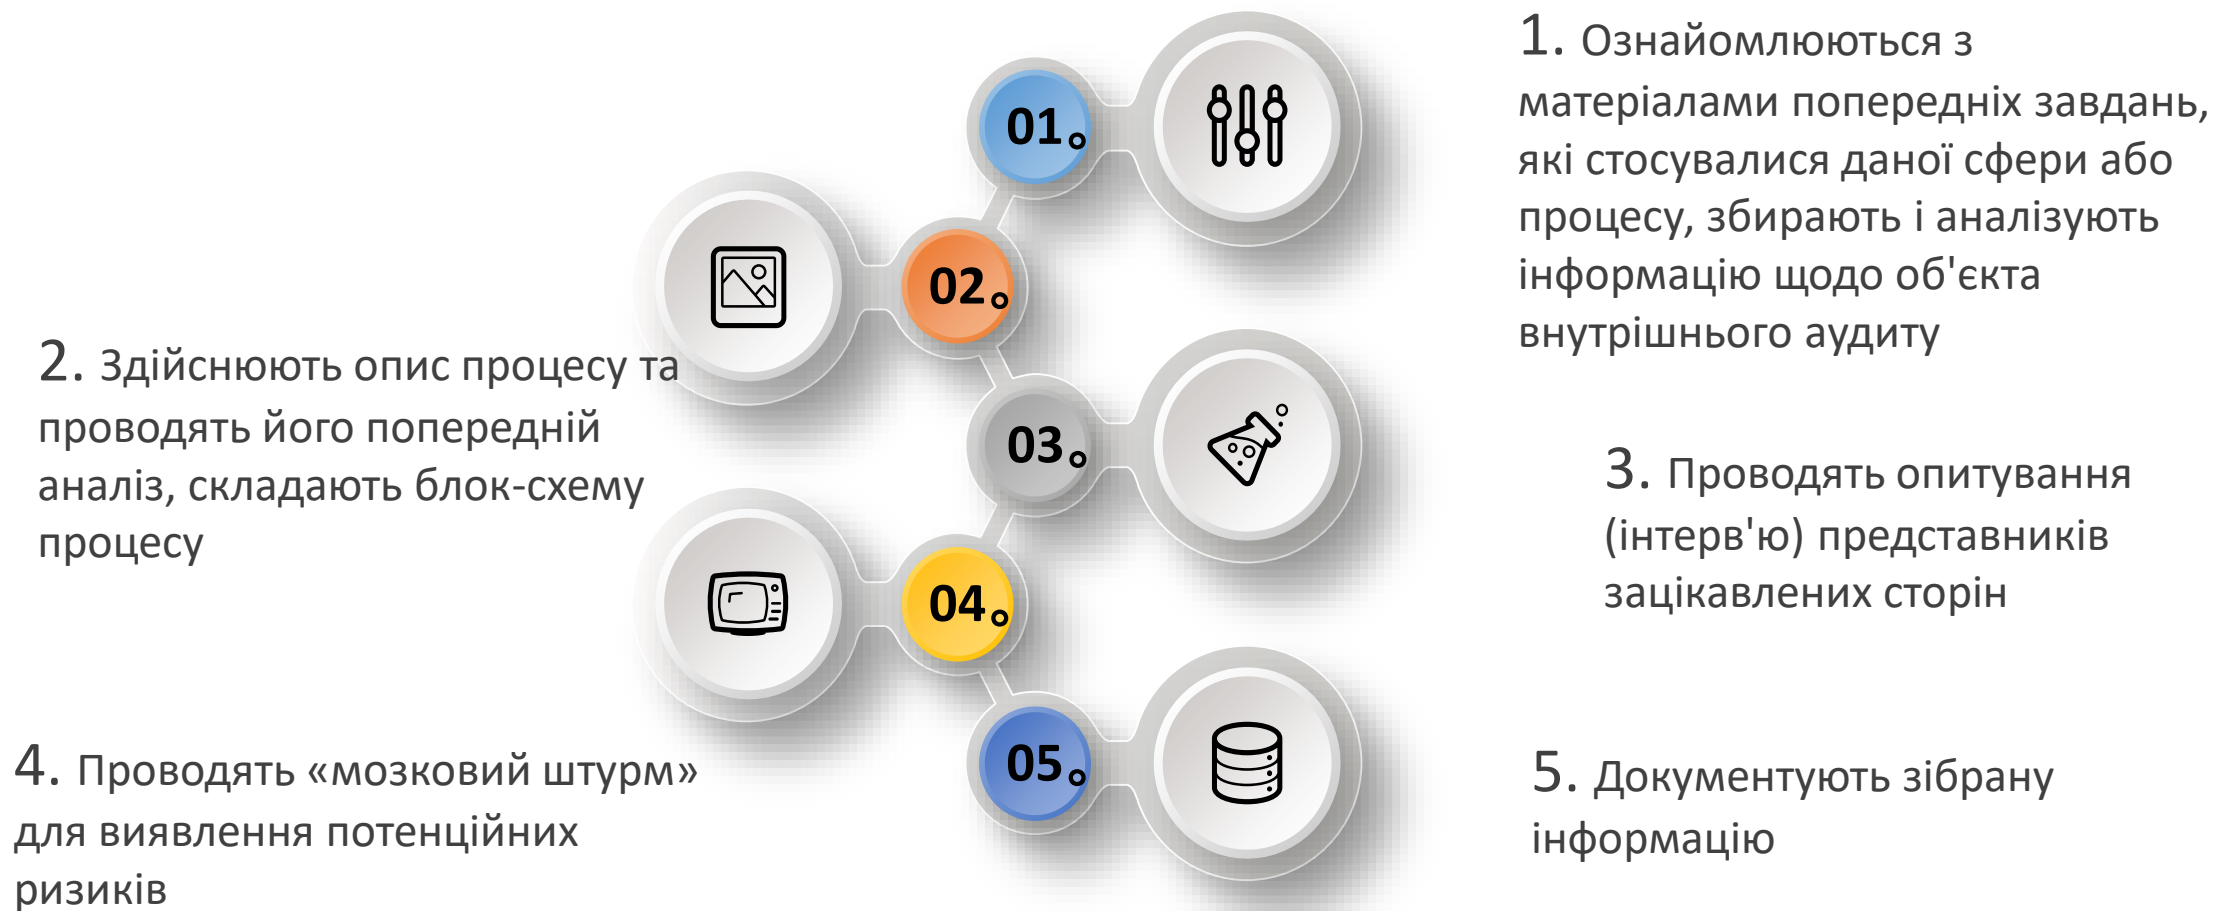 1. Ознайомлюються з
матеріалами попередніх завдань,
які стосувалися даної сфери або
процесу, збирають і аналізують
інформацію щодо об'єкта
внутрішнього аудиту
01
02
2. Здійснюють опис процесу та
проводять його попередній
аналіз, складають блок-схему
процесу
03
3. Проводять опитування
(інтерв'ю) представників
зацікавлених сторін
04
4. Проводять «мозковий штурм»
для виявлення потенційних
ризиків
05
5. Документують зібрану
інформацію